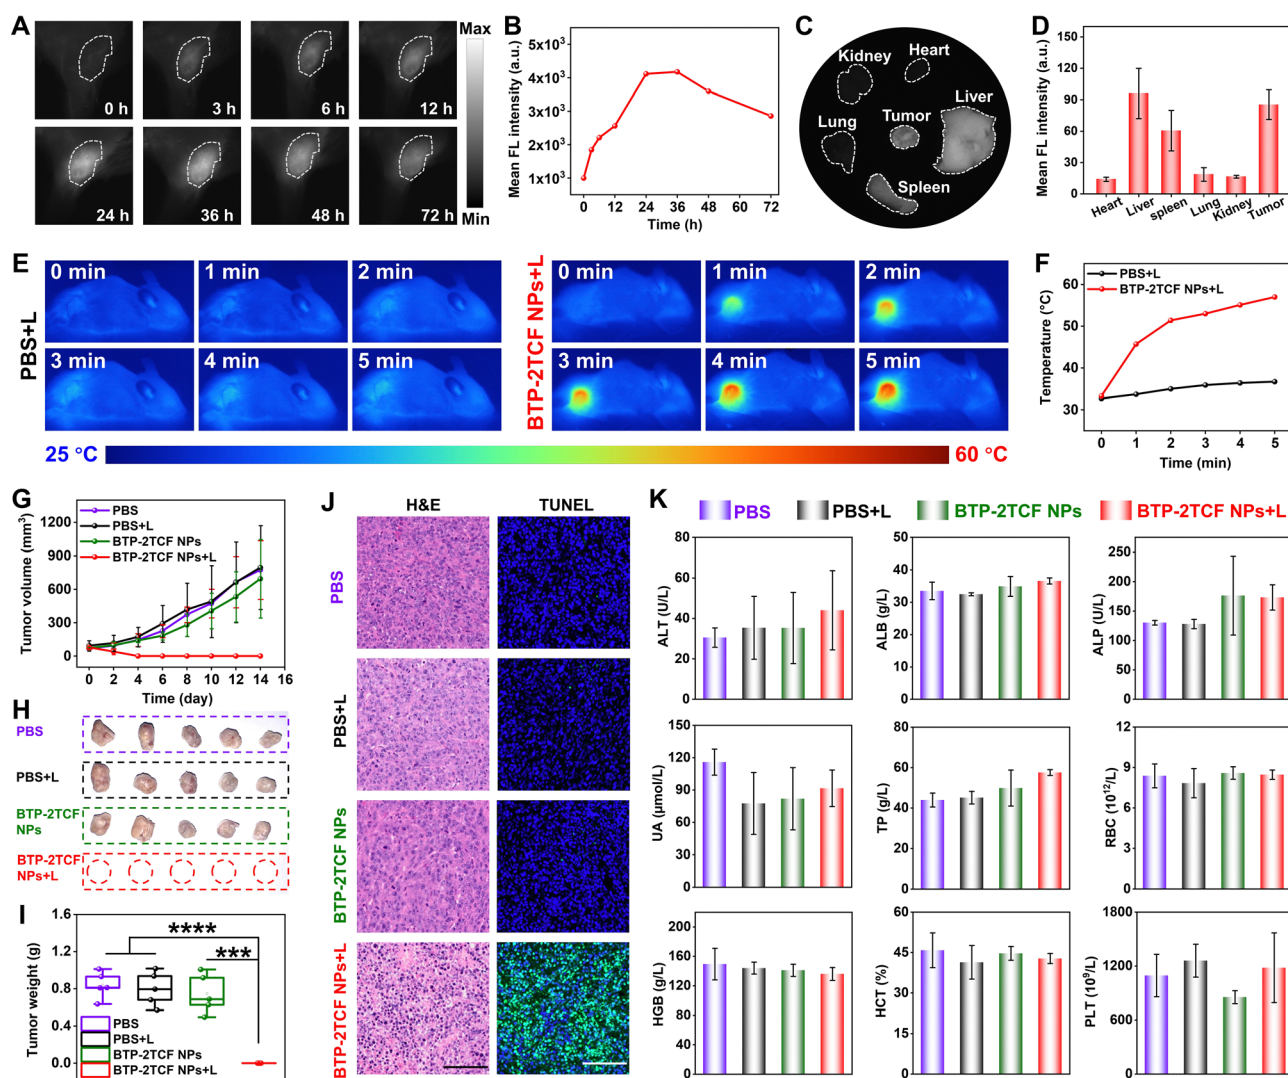 A
0 h
3 h
6 h
12 h
24 h
36 h
48 h
72 h
Max
Min
B
Mean FL intensity (a.u.)
5x10³
4x10³
3x10³
2x10³
1x10³
0 12 24 36 48 60 72
Time (h)
C
Kidney
Heart
Liver
Lung
Tumor
Spleen
D
Mean FL intensity (a.u.)
150
120
90
60
30
0
Heart
Liver
spleen
Lung
Kidney
Tumor
E
PBS+L
0 min
1 min
2 min
3 min
4 min
5 min
BTP-2TCF NPs+L
0 min
1 min
2 min
3 min
4 min
5 min
25 °C
60 °C
F
PBS+L
BTP-2TCF NPs+L
Temperature (°C)
60
50
40
30
0 1 2 3 4 5
Time (min)
G
PBS
PBS+L
BTP-2TCF NPs
BTP-2TCF NPs+L
Tumor volume (mm³)
1200
900
600
300
0
0 2 4 6 8 10 12 14 16
Time (day)
H
PBS
PBS+L
BTP-2TCF
NPs
BTP-2TCF
NPs+L
I
Tumor weight (g)
1.6
1.2
0.8
0.4
0.0
****
***
PBS
PBS+L
BTP-2TCF NPs
BTP-2TCF NPs+L
J
H&E
TUNEL
PBS
PBS+L
BTP-2TCF NPs
BTP-2TCF NPs+L
K
PBS
PBS+L
BTP-2TCF NPs
BTP-2TCF NPs+L
ALT (U/L)
80
60
40
20
0
ALB (g/L)
50
40
30
20
10
0
ALP (U/L)
250
200
150
100
50
0
UA (μmol/L)
150
120
90
60
30
0
TP (g/L)
80
60
40
20
0
RBC (10¹²/L)
12
9
6
3
0
HGB (g/L)
200
150
100
50
0
HCT (%)
60
45
30
15
0
PLT (10⁹/L)
1800
1200
600
0